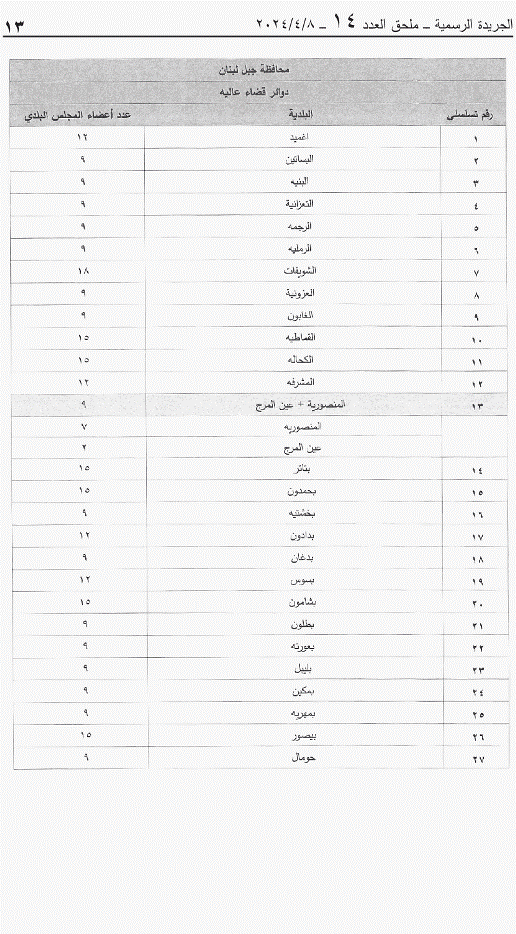 الجريدة الرسمية – ملحق العدد ١٤ – ٢٠٢٤/٤/٨ ١٣
محافظة جبل لبنان
دوائر قضاء عاليه
رقم تسلسلي البلدية عدد أعضاء المجلس البلدي
١ اغميد ١٢
٢ البساتين ٩
٣ البنيه ٩
٤ التعزانية ٩
٥ الرجمه ٩
٦ الرمليه ٩
٧ الشويفات ١٨
٨ العزونية ٩
٩ الغابون ٩
١٠ القماطيه ١٥
١١ الكحاله ١٥
١٢ المشرفه ١٢
١٣ المنصورية + عين المرج ٩
المنصوريه ٧
عين المرج ٢
١٤ بتاتر ١٥
١٥ بحمدون ١٥
١٦ بخشتيه ٩
١٧ بدادون ١٢
١٨ بدغان ٩
١٩ بسوس ١٢
٢٠ بشامون ١٥
٢١ بطلون ٩
٢٢ بعورته ٩
٢٣ بليبل ٩
٢٤ بمكين ٩
٢٥ بمهريه ٩
٢٦ بيصور ١٥
٢٧ حومال ٩